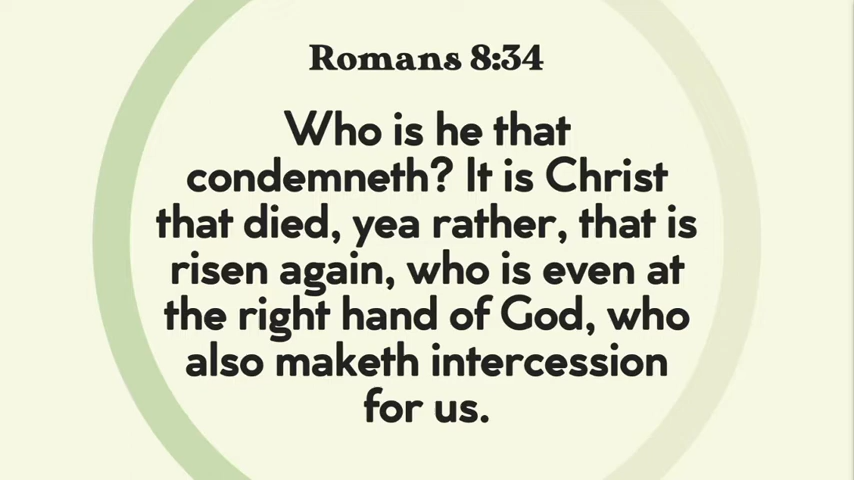 Romans 8:34
Who is he that
condemneth? It is Christ
that died, yea rather, that is
risen again, who is even at
the right hand of God, who
also maketh intercession
for us.